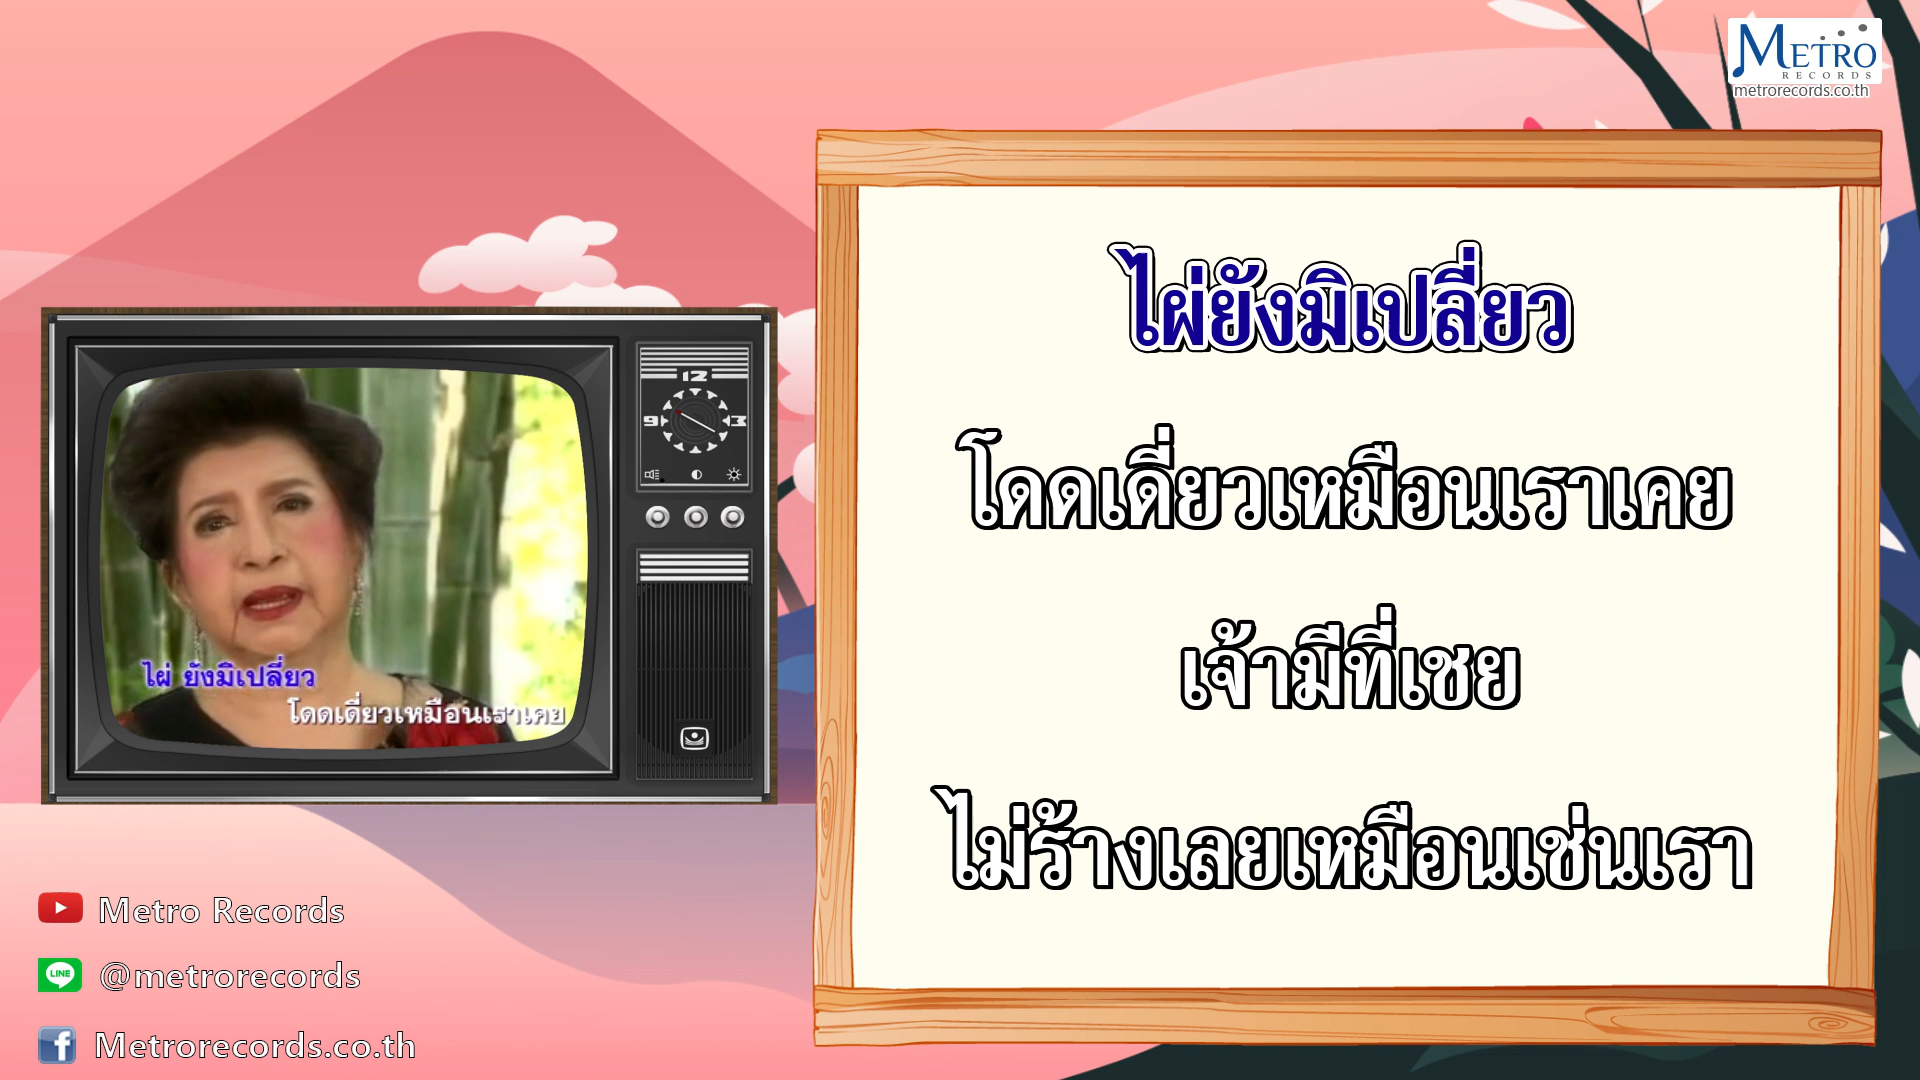 METRO
RECORDS
metrorecords.co.th
ไผ่ยังมิเปลี่ยว
โดดเดี่ยวเหมือนเราเคย
เจ้ามีที่เชย
ไม่ร้างเลยเหมือนเช่นเรา
12
9 3
ไผ่ ยังมิเปลี่ยว
โดดเดี่ยวเหมือนเราเคย
Metro Records
LINE @metrorecords
Metrorecords.co.th